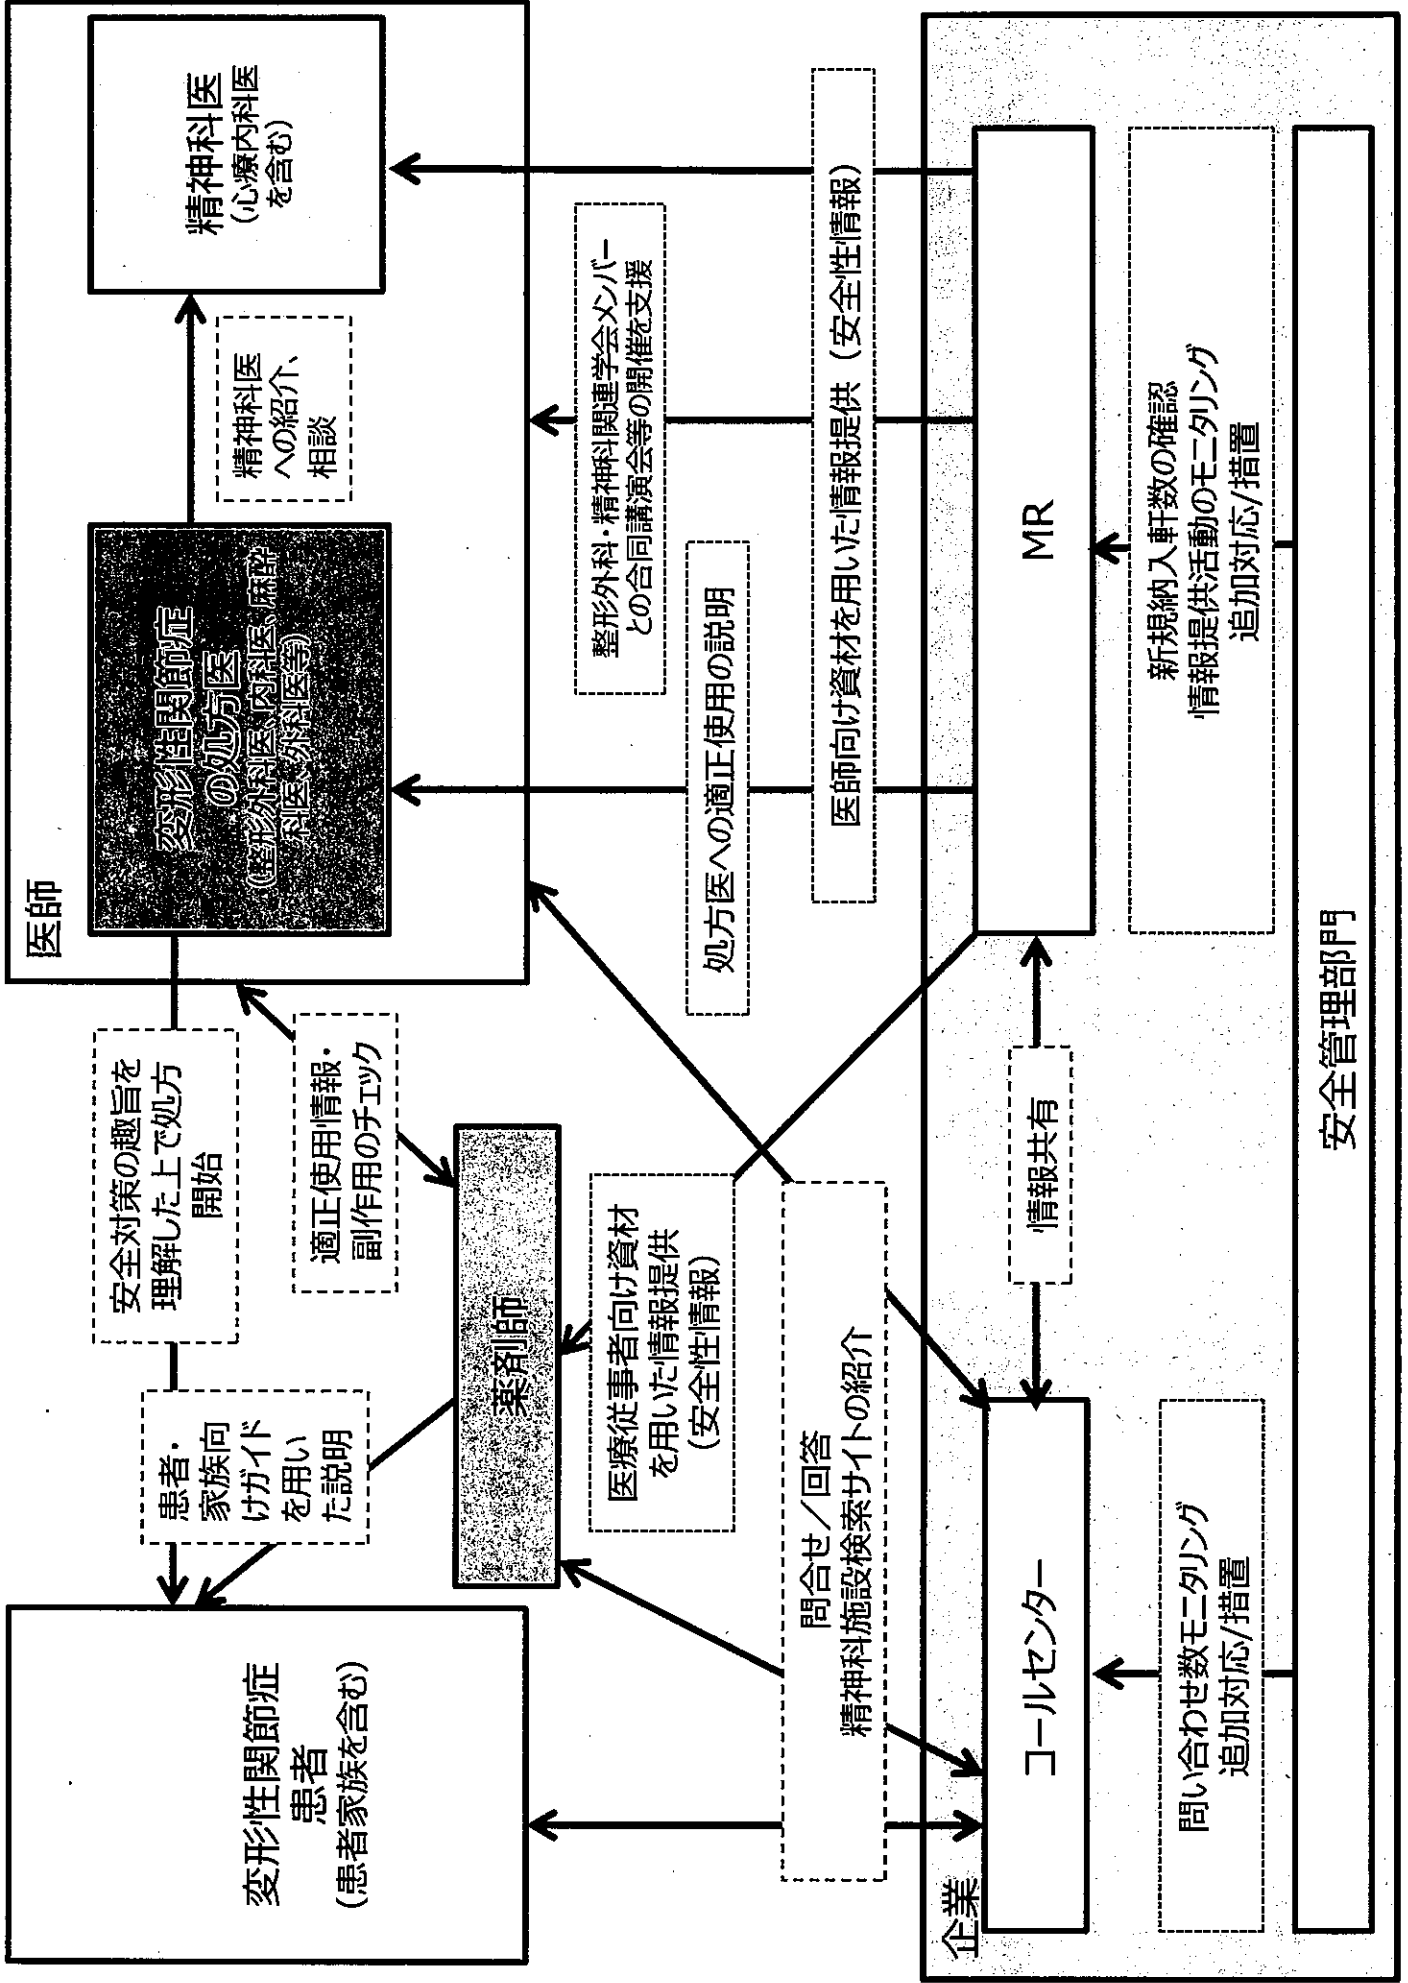 変形性関節症
患者
(患者家族を含む)
安全対策の趣旨を
理解した上で処方
開始
患者・
家族向
けガイド
を用い
た説明
医師
変形性関節症
の処方医
(整形外科医、内科医、麻酔
科医、外科医等)
精神科医
への紹介、
相談
精神科医
(心療内科医
を含む)
適正使用情報・
副作用のチェック
薬剤師
医療従事者向け資材
を用いた情報提供
(安全性情報)
整形外科・精神科関連学会メンバー
との合同講演会等の開催を支援
処方医への適正使用の説明
問合せ／回答
精神科施設検索サイトの紹介
医師向け資材を用いた情報提供（安全性情報）
企業
コールセンター
情報共有
MR
問い合わせ数モニタリング
追加対応/措置
新規納入軒数の確認
情報提供活動のモニタリング
追加対応/措置
安全管理部門